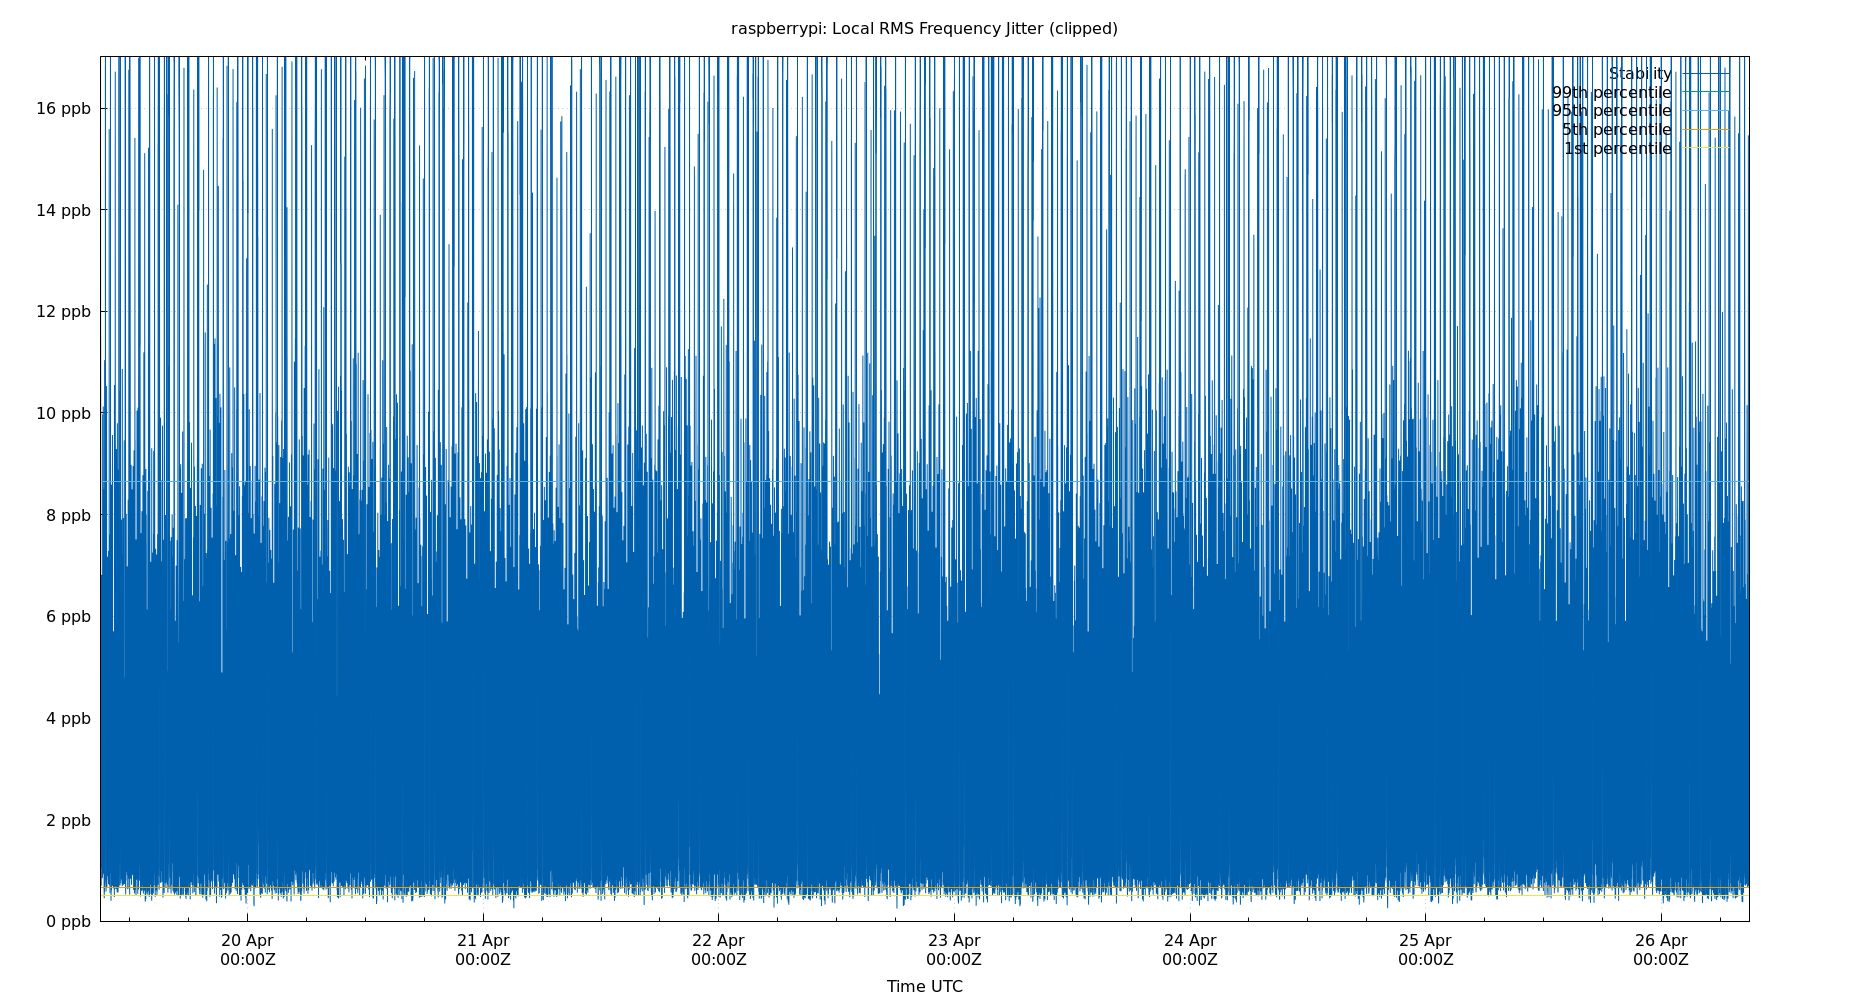 raspberrypi: Local RMS Frequency Jitter (clipped)
Stability
99th percentile
95th percentile
5th percentile
1st percentile
16 ppb
14 ppb
12 ppb
10 ppb
8 ppb
6 ppb
4 ppb
2 ppb
0 ppb
20 Apr 21 Apr 22 Apr 23 Apr 24 Apr 25 Apr 26 Apr
00:00Z 00:00Z 00:00Z 00:00Z 00:00Z 00:00Z 00:00Z
Time UTC